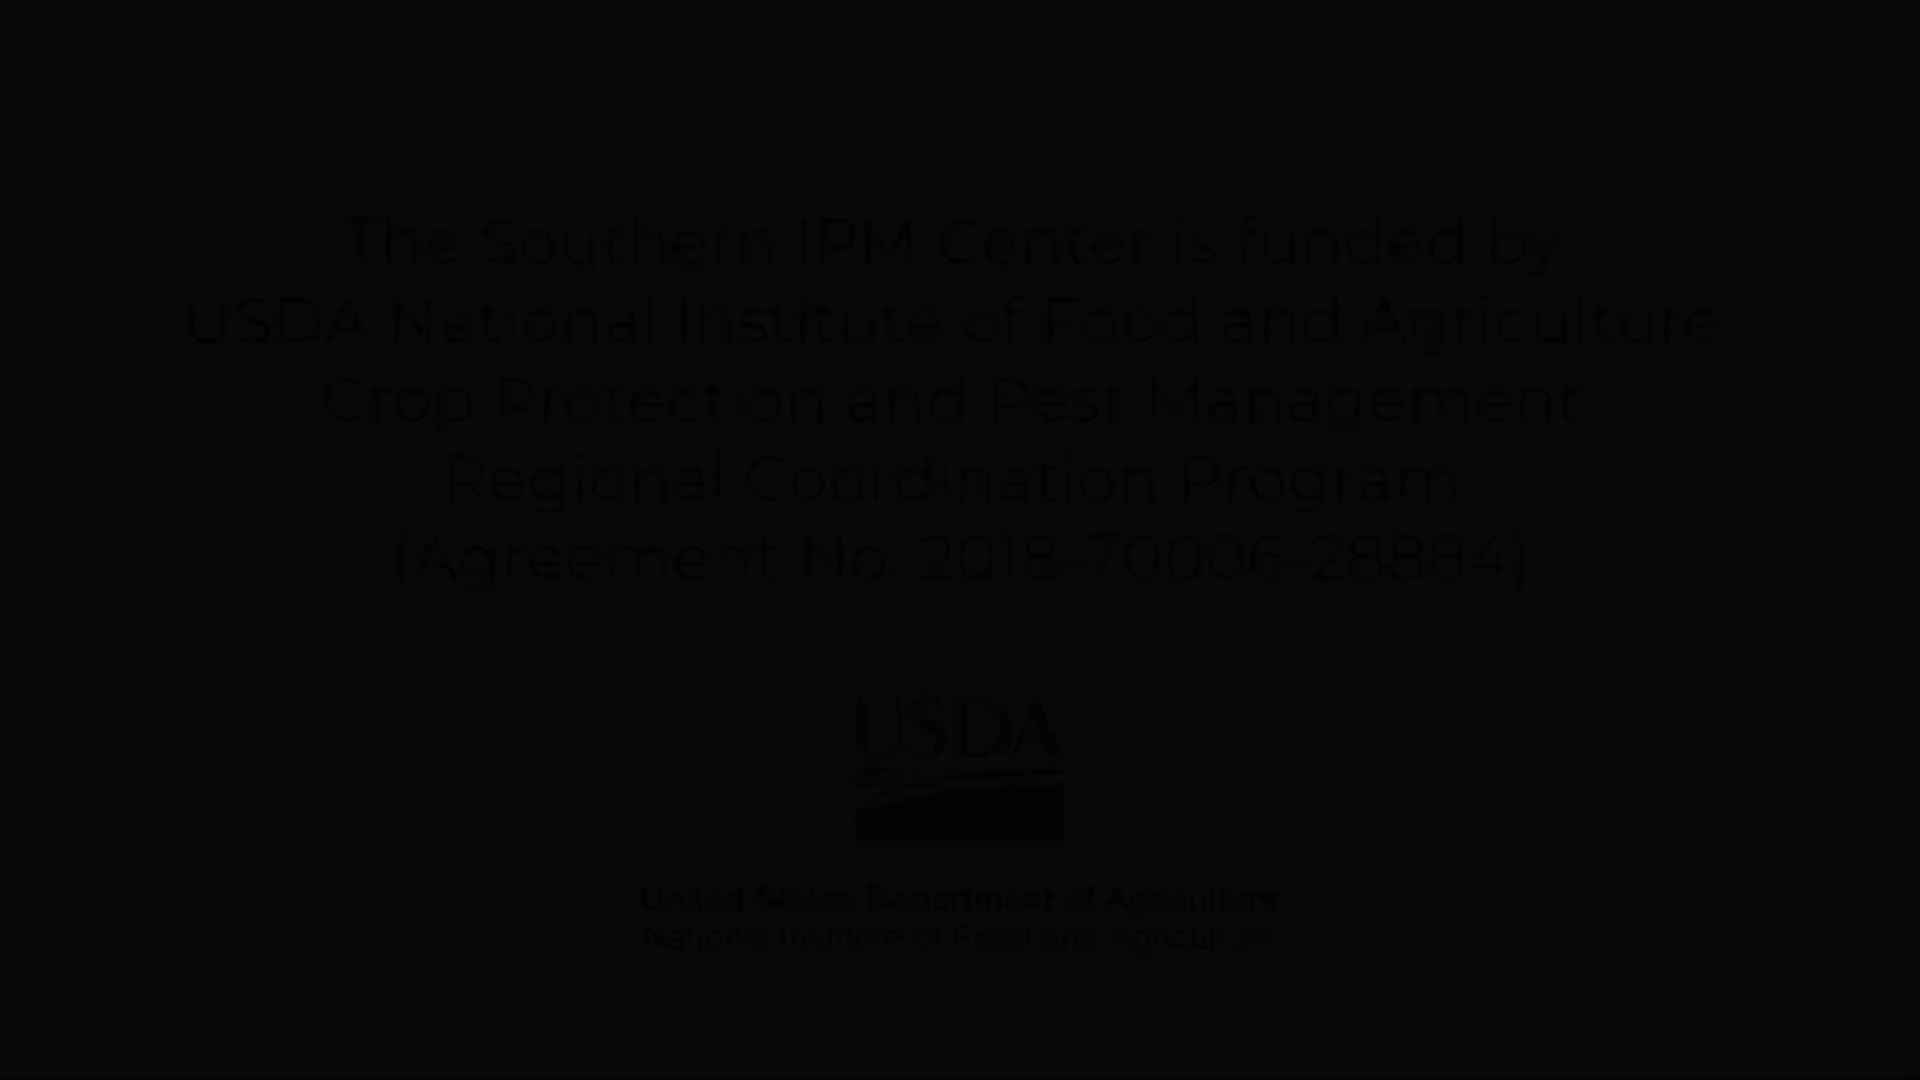 The Southern IPM Center is funded by
USDA National Institute of Food and Agriculture
Crop Protection and Pest Management
Regional Coordination Program
(Agreement No. 2018-70006-28884)
USDA
United States Department of Agriculture
National Institute of Food and Agriculture